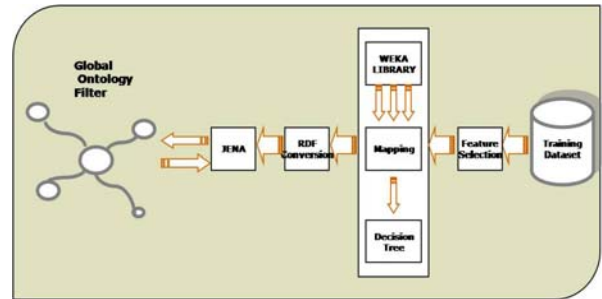 Global
Ontology
Filter
WEKA
LIBRARY
JENA
RDF
Conversion
Mapping
Feature
Selection
Training
Dataset
Decision
Tree